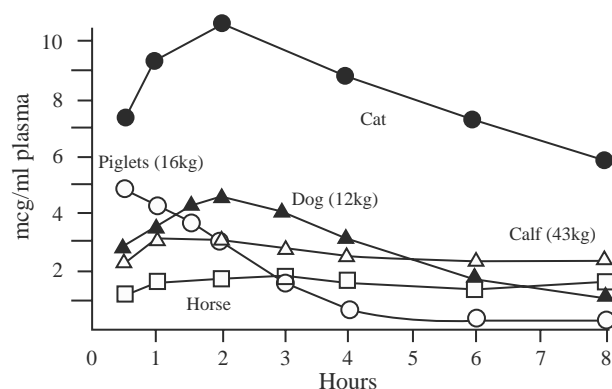 10
8
6
4
2
mcg/ml plasma
Cat
Piglets (16kg)
Dog (12kg)
Calf (43kg)
Horse
0 1 2 3 4 5 6 7 8
Hours